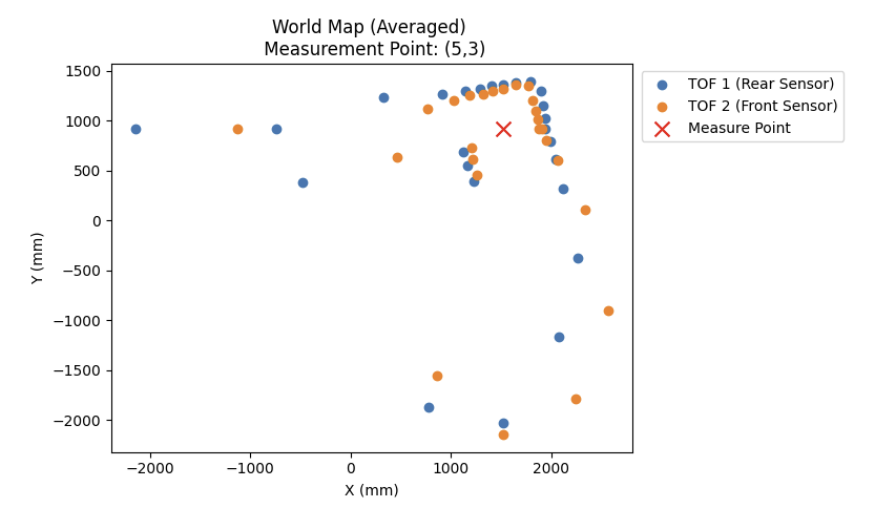 World Map (Averaged)
Measurement Point: (5,3)
TOF 1 (Rear Sensor)
TOF 2 (Front Sensor)
Measure Point
Y (mm)
1500
1000
500
0
−500
−1000
−1500
−2000
−2000
−1000
0
1000
2000
X (mm)